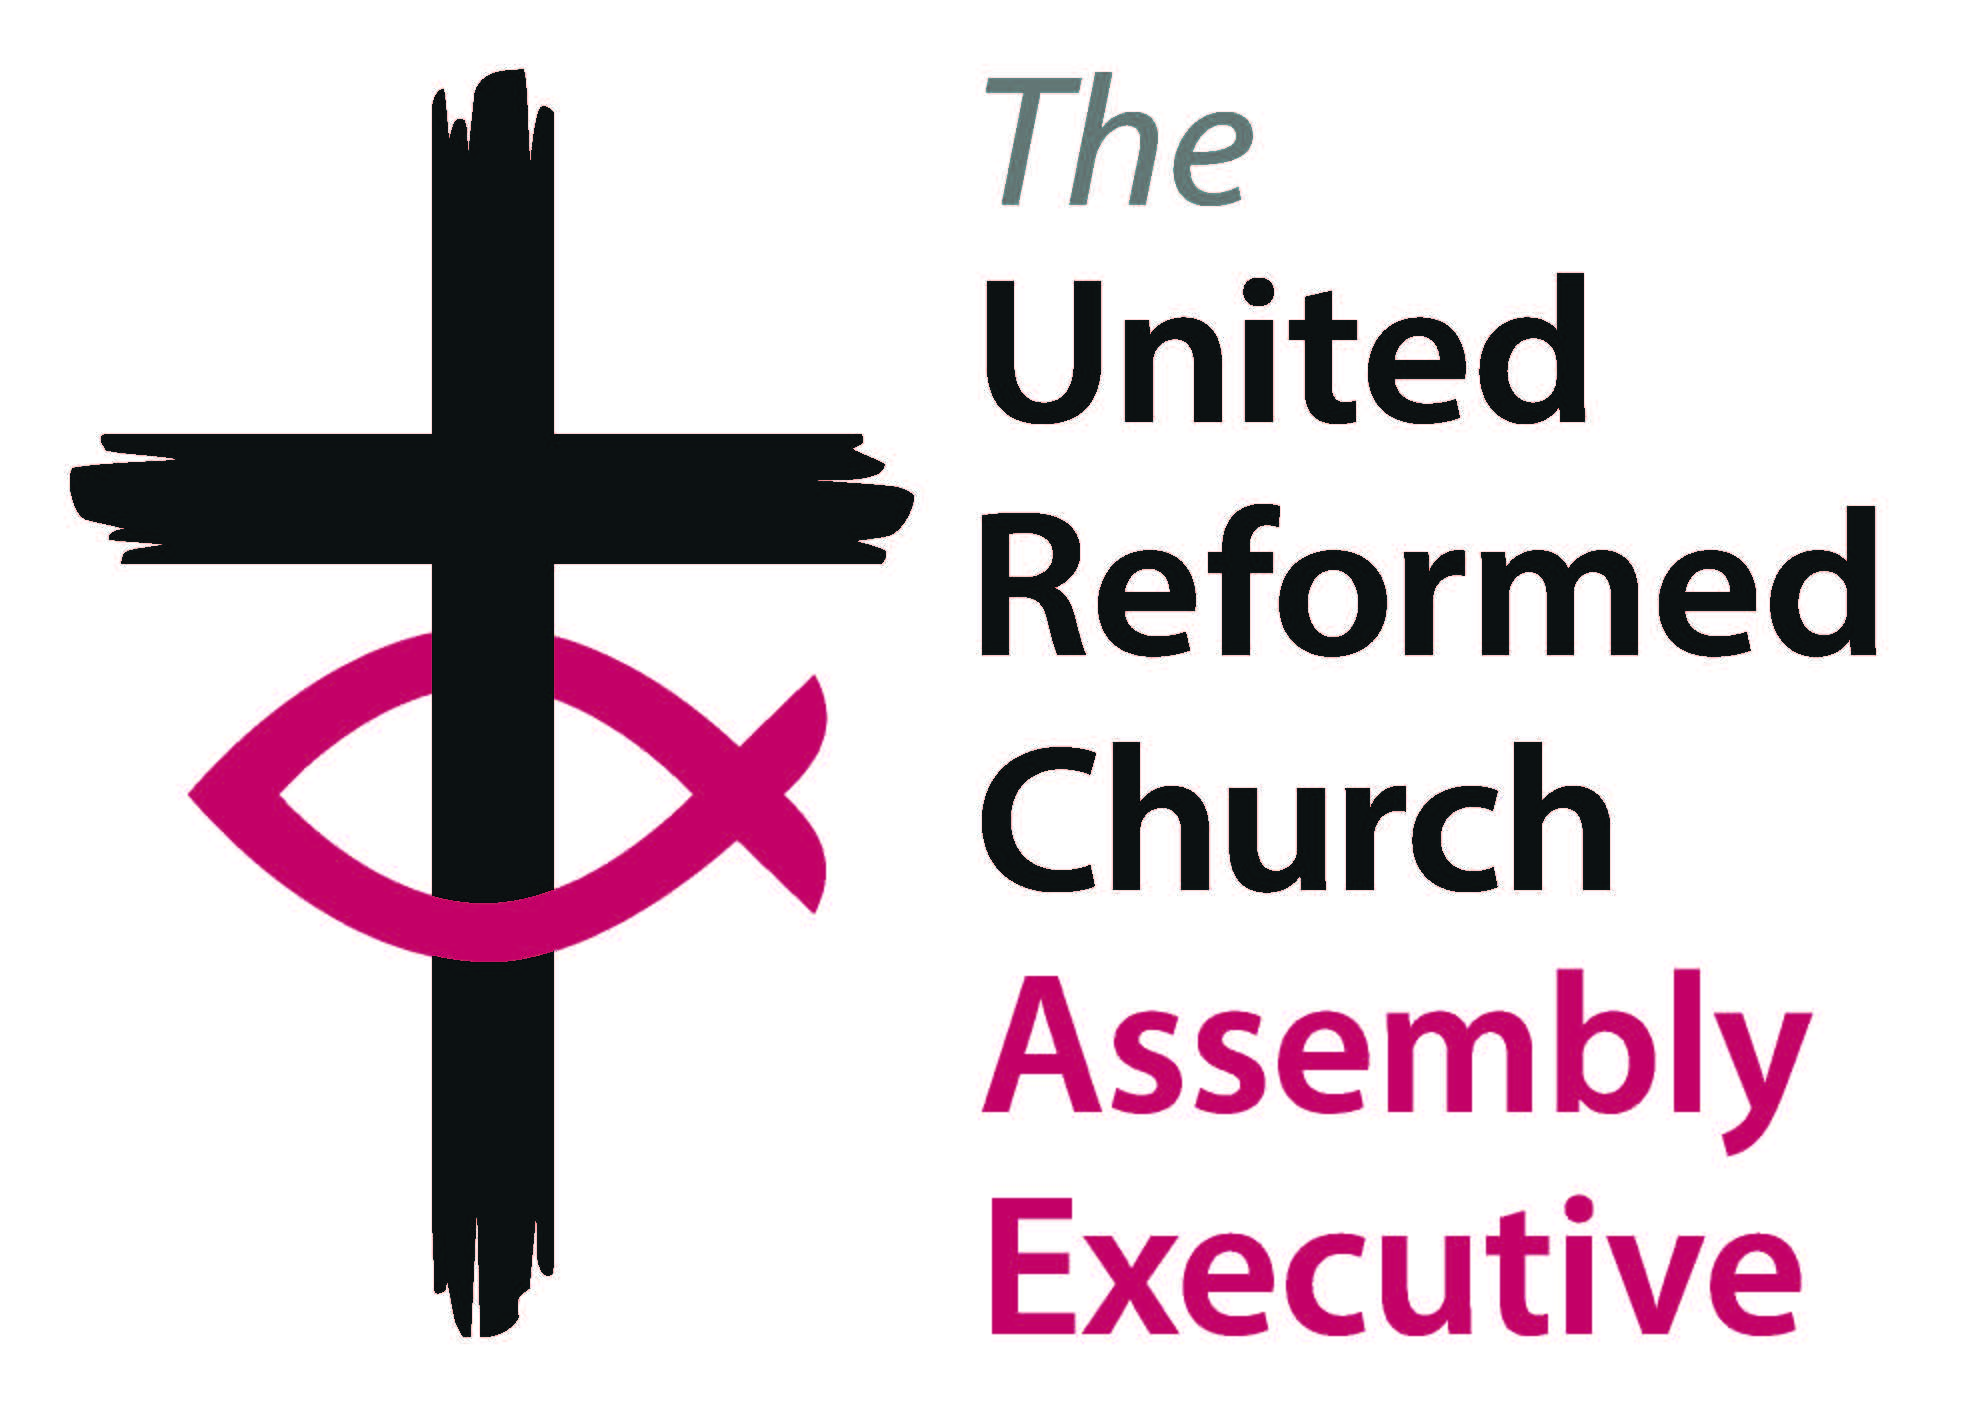 The
United
Reformed
Church
Assembly
Executive